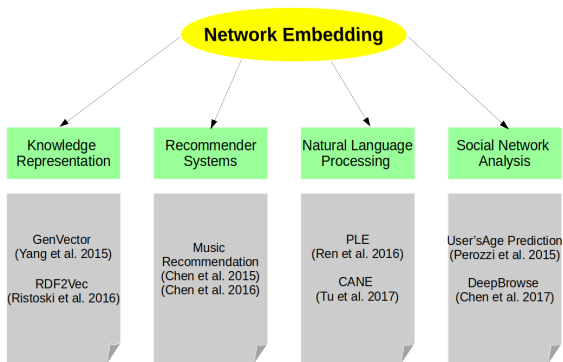 Network Embedding
Knowledge
Representation
Recommender
Systems
Natural Language
Processing
Social Network
Analysis
GenVector
(Yang et al. 2015)
RDF2Vec
(Ristoski et al. 2016)
Music
Recommendation
(Chen et al. 2015)
(Chen et al. 2016)
PLE
(Ren et al. 2016)
CANE
(Tu et al. 2017)
User'sAge Prediction
(Perozzi et al. 2015)
DeepBrowse
(Chen et al. 2017)